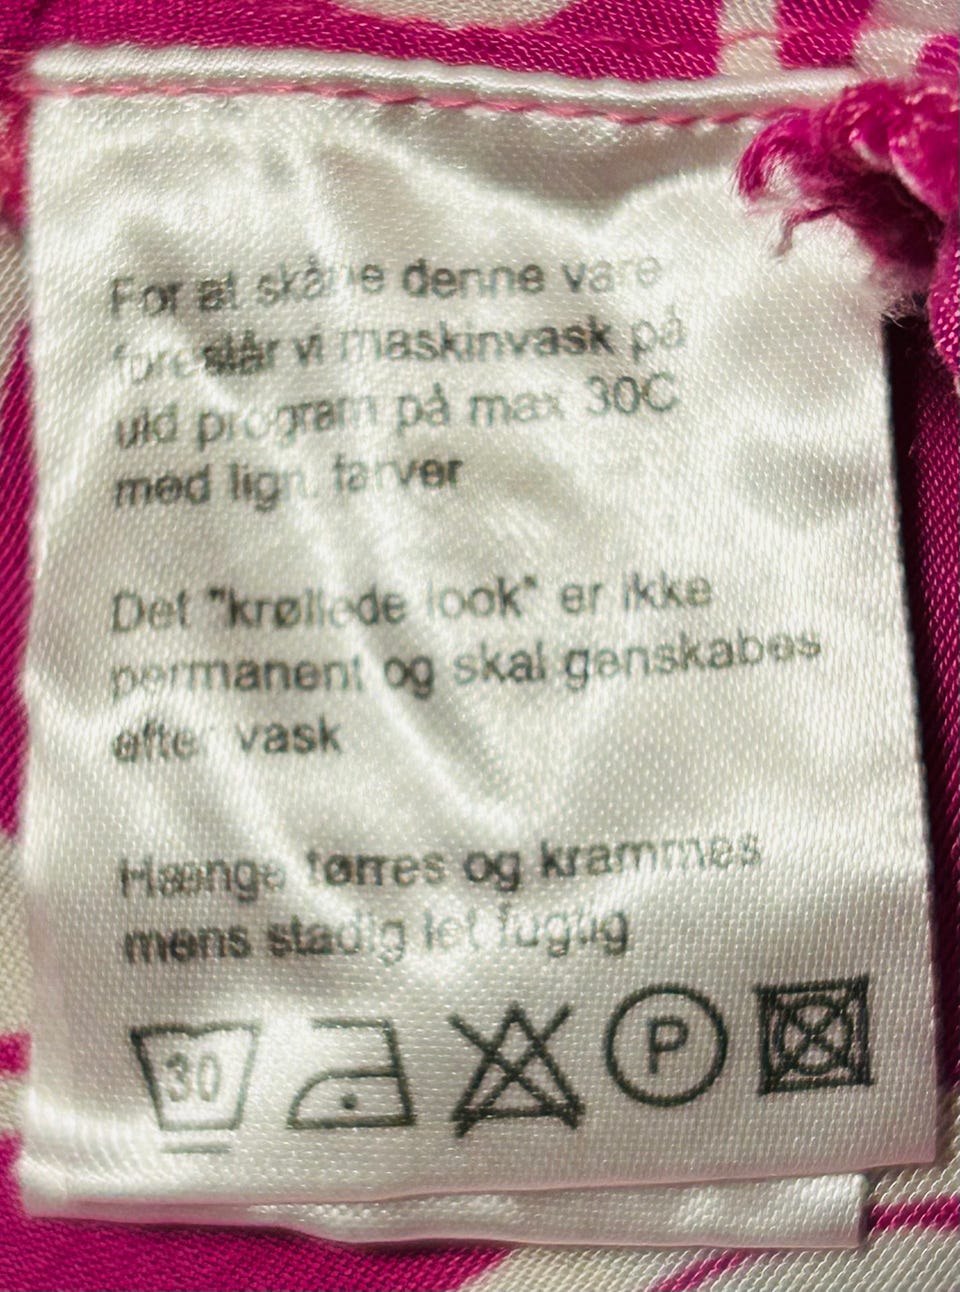 For at skåne denne vare
foreslår vi maskinvask på
uld program på max 30C
med lign. farver
Det "krøllede look" er ikke
permanent og skal genskabes
efter vask
Hænge tørres og krammes
mens stadig let fugtig
30 P